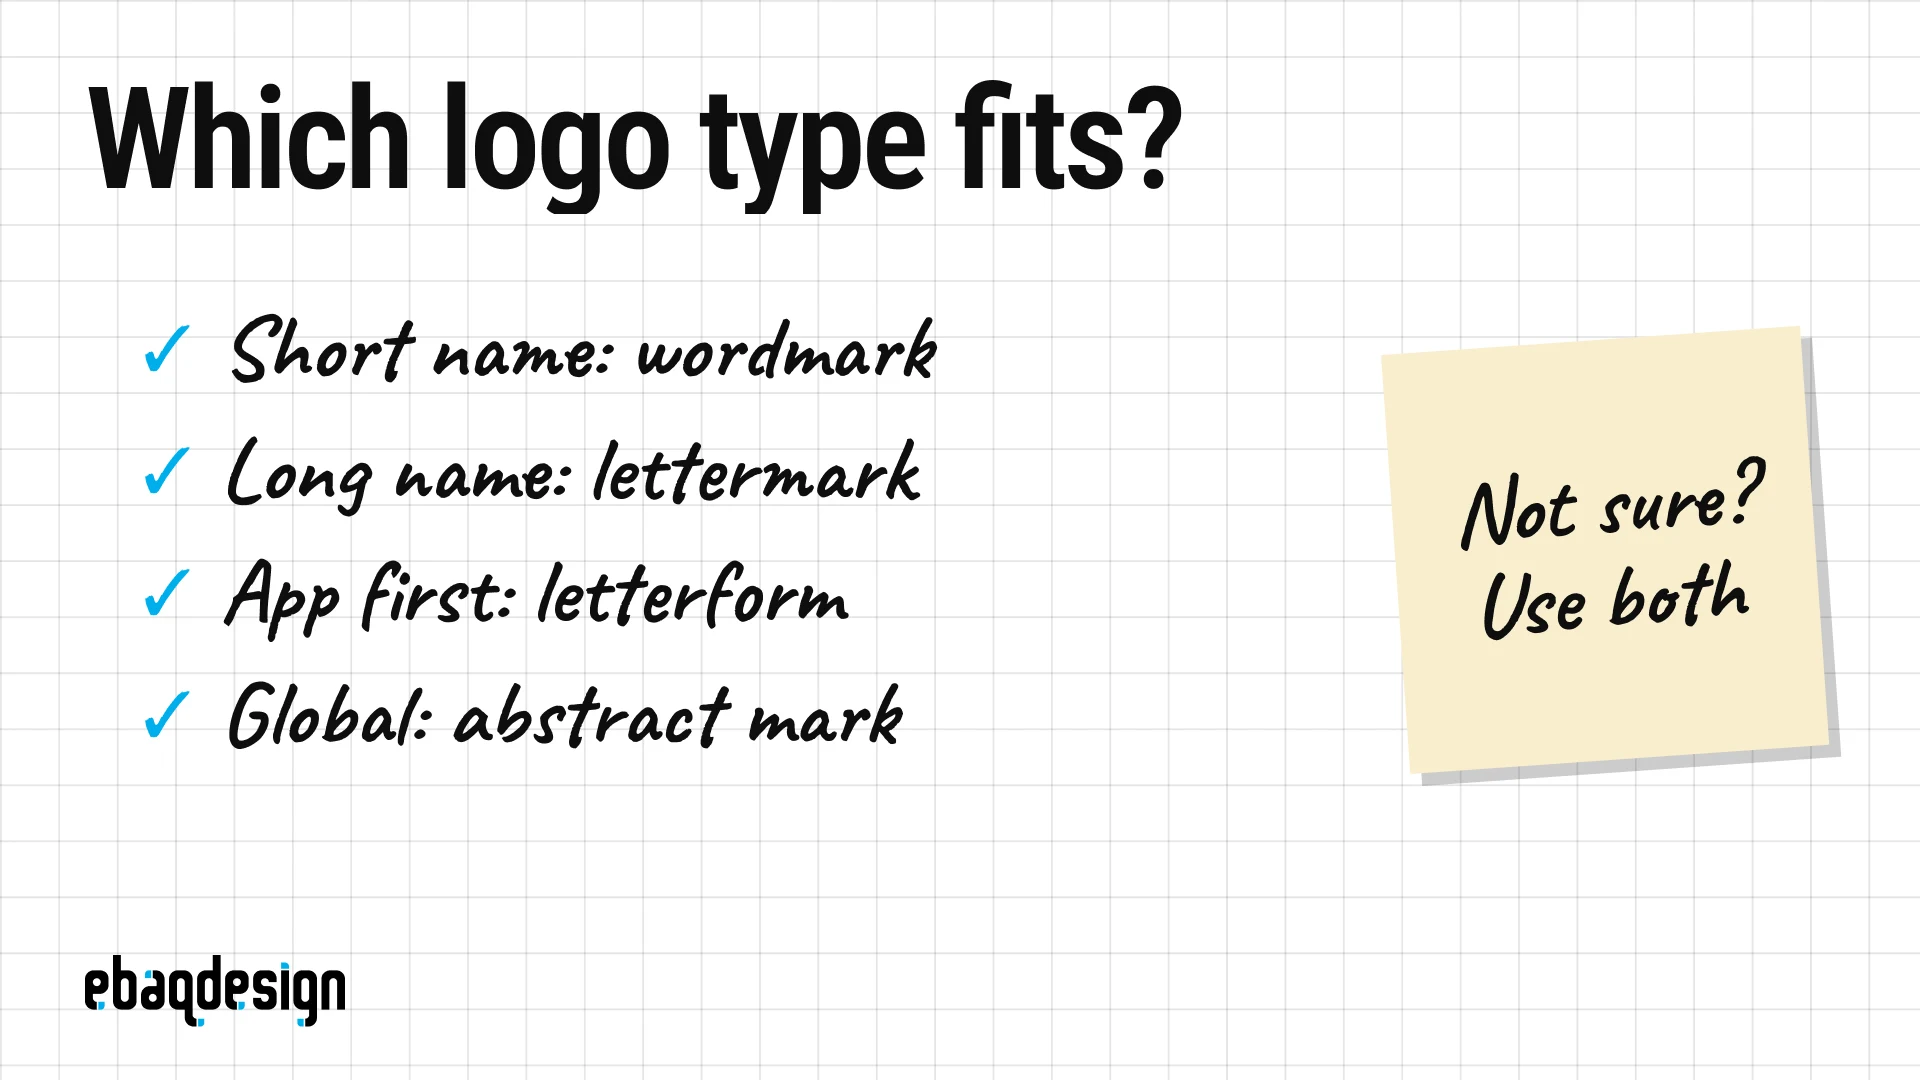 Which logo type fits?
✓ Short name: wordmark
✓ Long name: lettermark
✓ App first: letterform
✓ Global: abstract mark
Not sure?
Use both
ebaqdesign